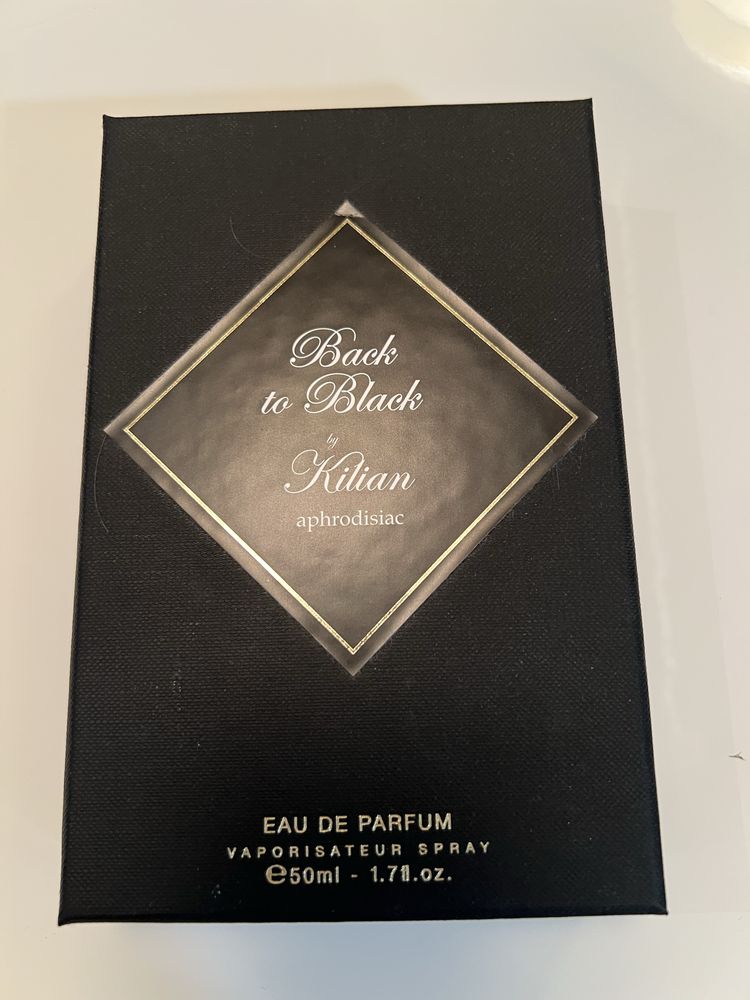 Back
to Black
by
Kilian
aphrodisiac
EAU DE PARFUM
VAPORISATEUR SPRAY
℮50ml - 1.7fl.oz.